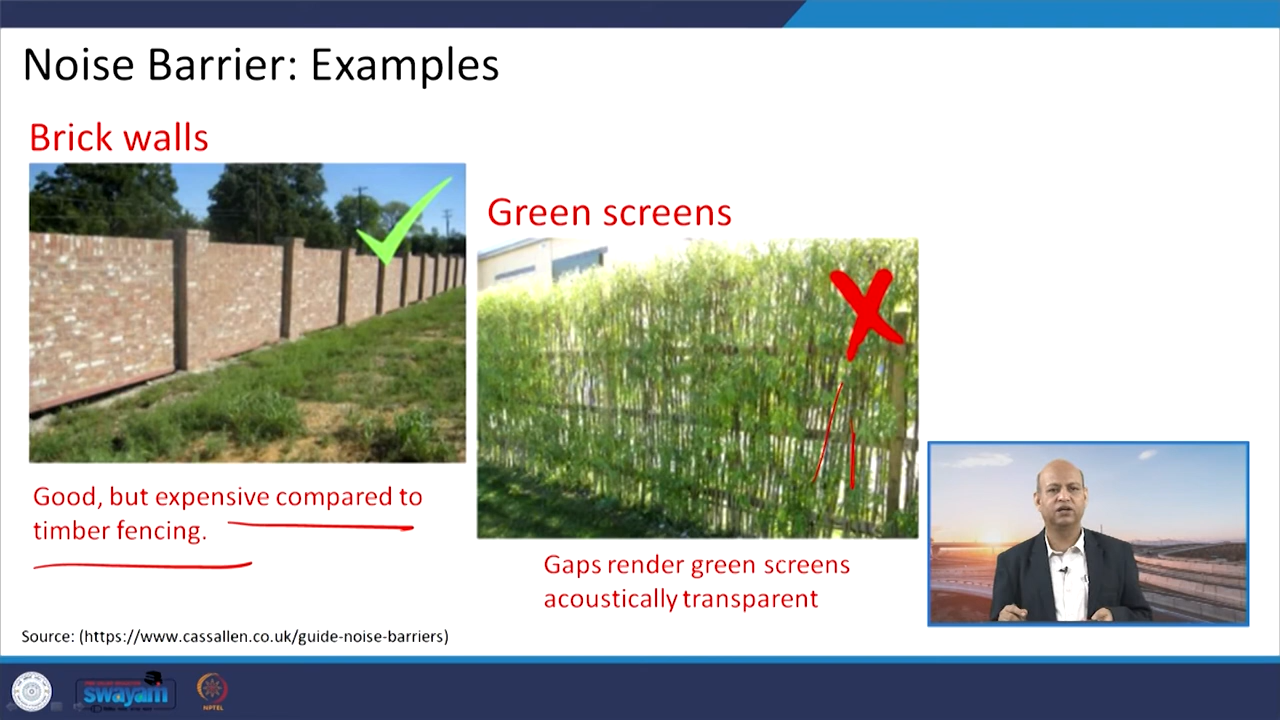 Noise Barrier: Examples
Brick walls
Green screens
Good, but expensive compared to
timber fencing.
Gaps render green screens
acoustically transparent
Source: (https://www.cassallen.co.uk/guide-noise-barriers)
swayam
NPTEL